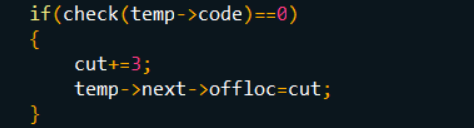 if(check(temp->code)==0)
{
cut+=3;
temp->next->offloc=cut;
}